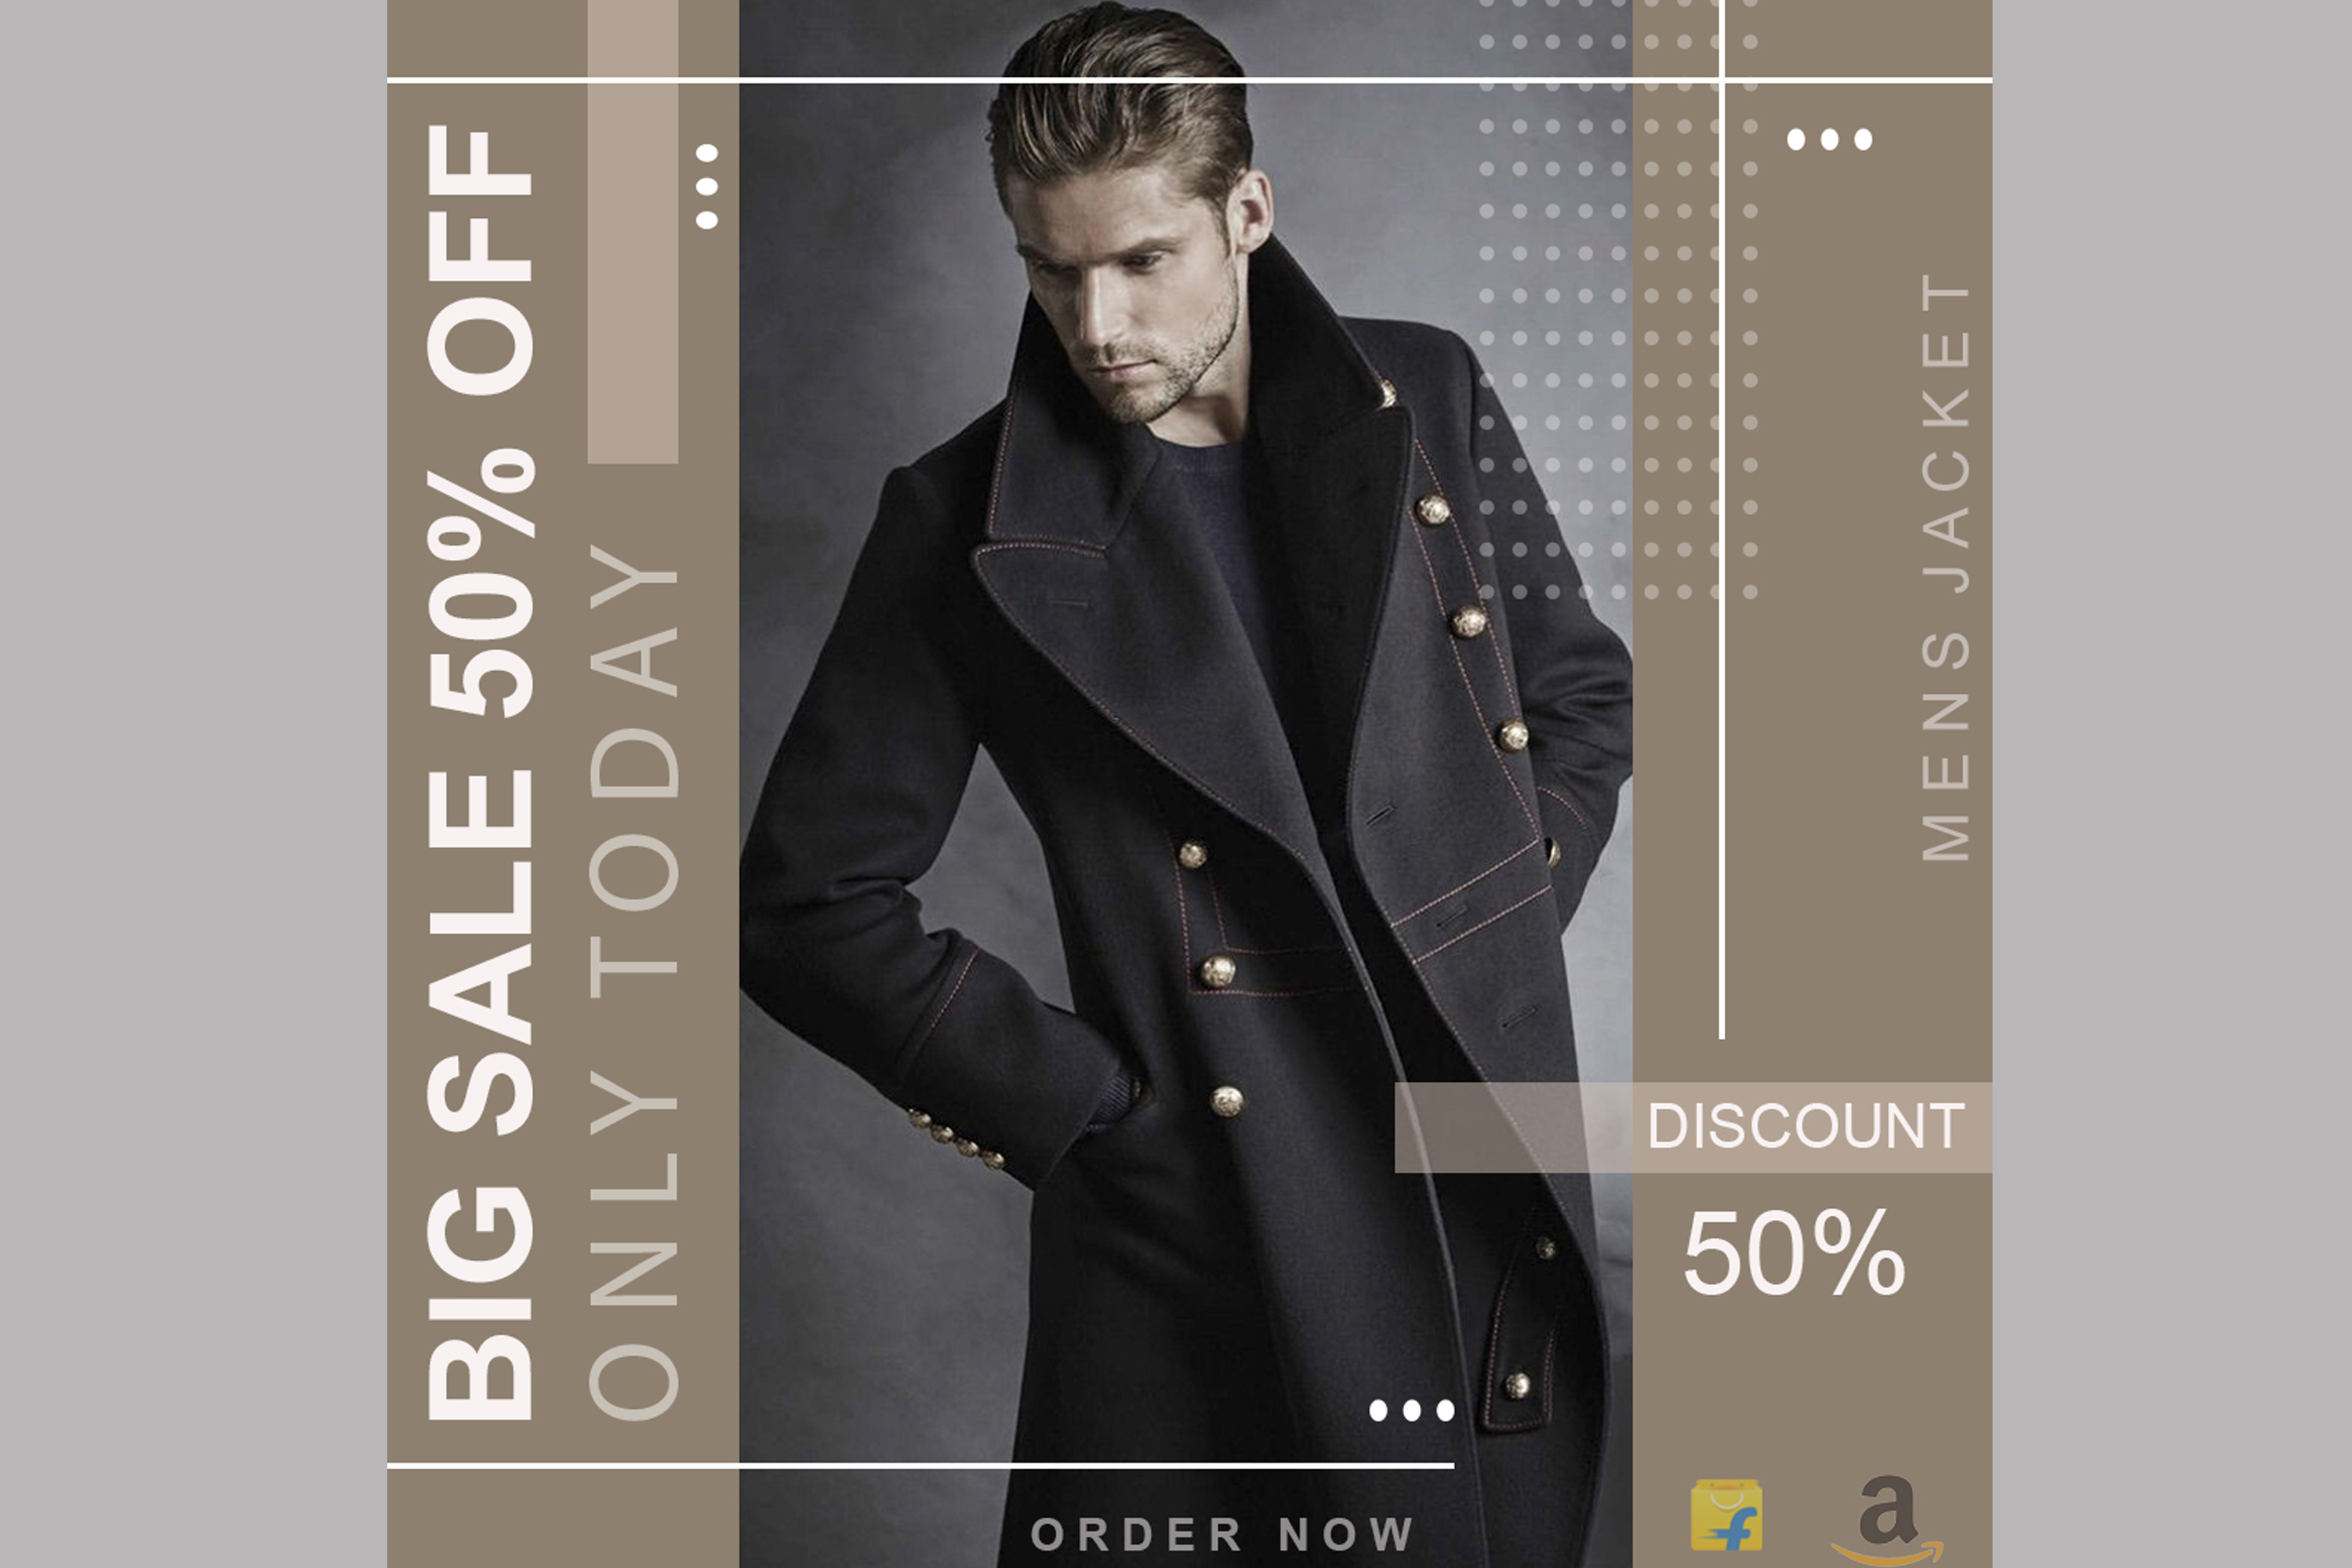 BIG SALE 50% OFF
ONLY TODAY
MENS JACKET
DISCOUNT
50%
ORDER NOW
f
a